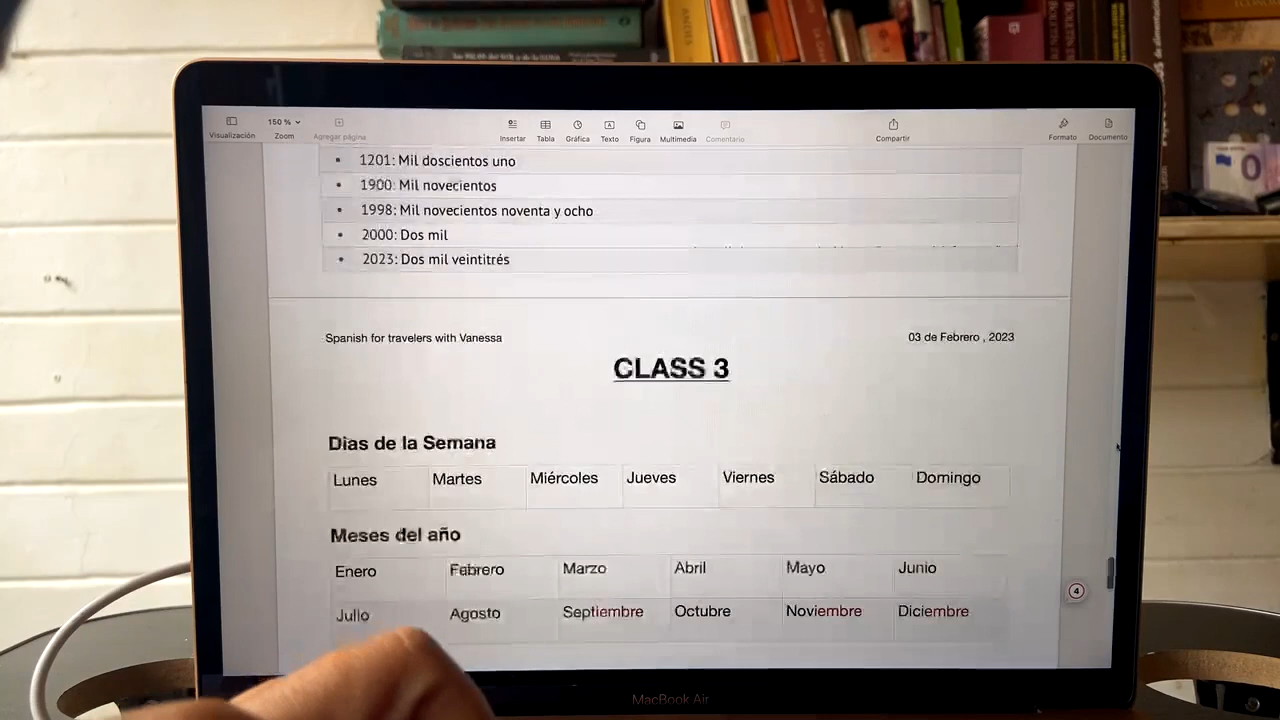 ECONOM
ANZEVS
150 %
Visualización
Zoom
Agregar página
Insertar
Tabla
Gráfica
Texto
Figura
Multimedia
Comentario
Compartir
Formato
Documento
• 1201: Mil doscientos uno
• 1900: Mil novecientos
• 1998: Mil novecientos noventa y ocho
• 2000: Dos mil
• 2023: Dos mil veintitrés
Spanish for travelers with Vanessa 03 de Febrero , 2023
CLASS 3
Días de la Semana
Lunes Martes Miércoles Jueves Viernes Sábado Domingo
Meses del año
Enero Febrero Marzo Abril Mayo Junio
Julio Agosto Septiembre Octubre Noviembre Diciembre
4
MacBook Air